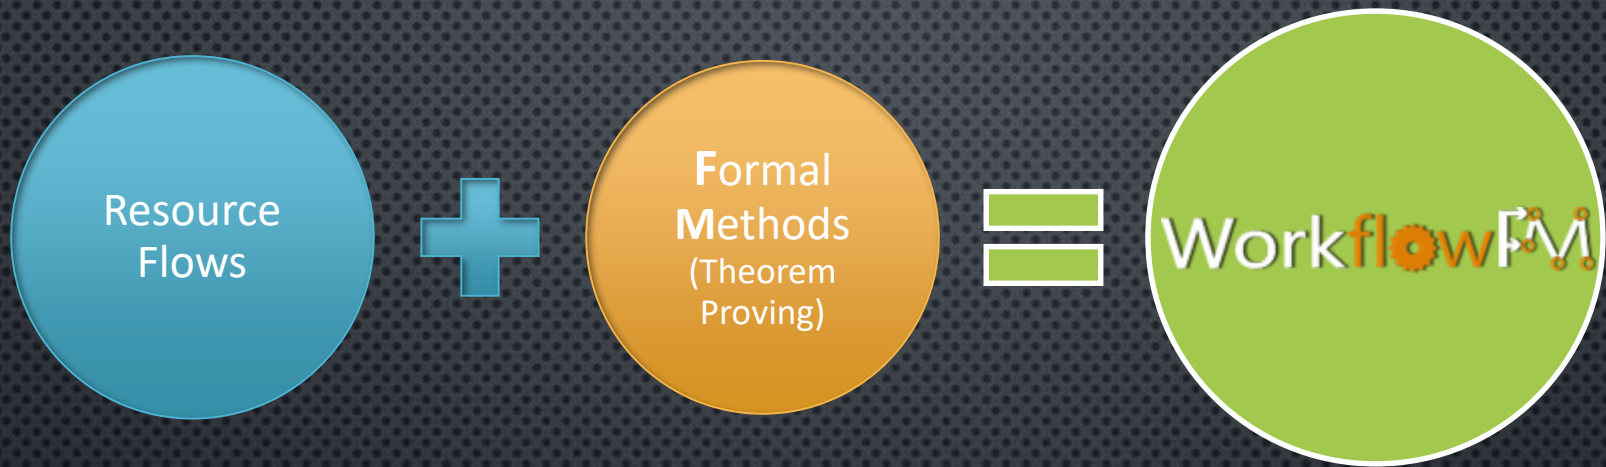 Resource
Flows
Formal
Methods
(Theorem
Proving)
WorkflowFM